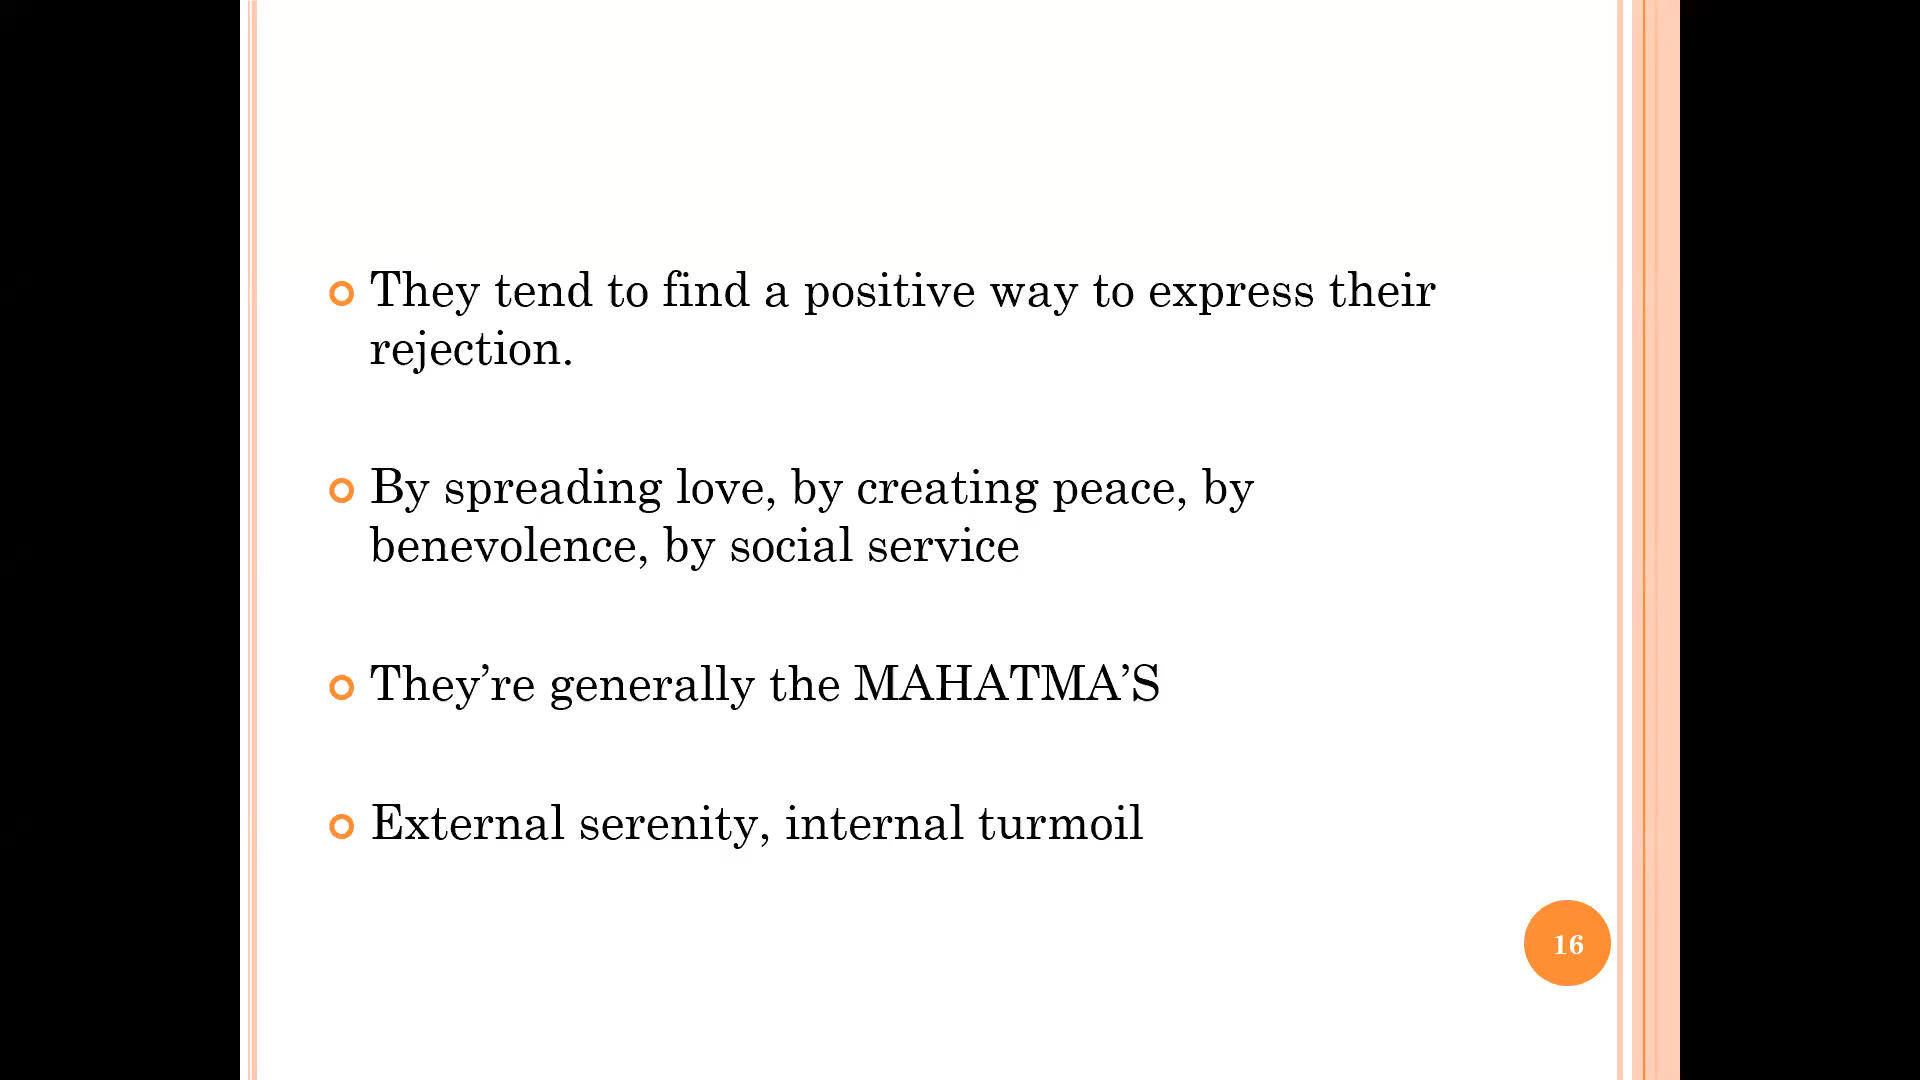 They tend to find a positive way to express their
rejection.
By spreading love, by creating peace, by
benevolence, by social service
They’re generally the MAHATMA’S
External serenity, internal turmoil
16